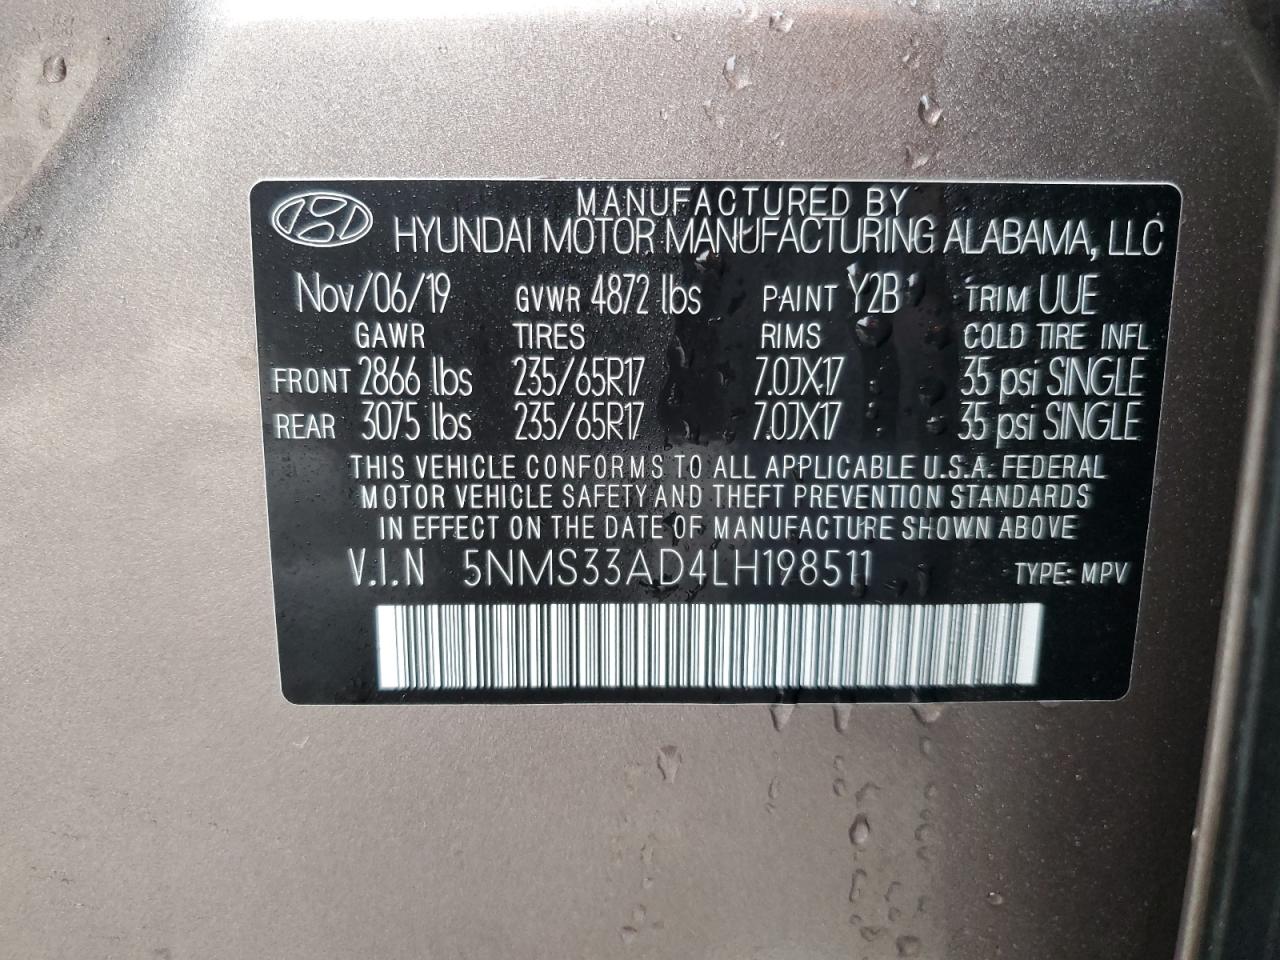 MANUFACTURED BY
HYUNDAI MOTOR MANUFACTURING ALABAMA, LLC
Nov/06/19 GVWR 4872 lbs PAINT Y2B TRIM UUE
GAWR TIRES RIMS COLD TIRE INFL
FRONT 2866 lbs 235/65R17 7.0JX17 35 psi SINGLE
REAR 3075 lbs 235/65R17 7.0JX17 35 psi SINGLE
THIS VEHICLE CONFORMS TO ALL APPLICABLE U.S.A. FEDERAL
MOTOR VEHICLE SAFETY AND THEFT PREVENTION STANDARDS
IN EFFECT ON THE DATE OF MANUFACTURE SHOWN ABOVE
V.I.N 5NMS33AD4LH198511 TYPE: MPV